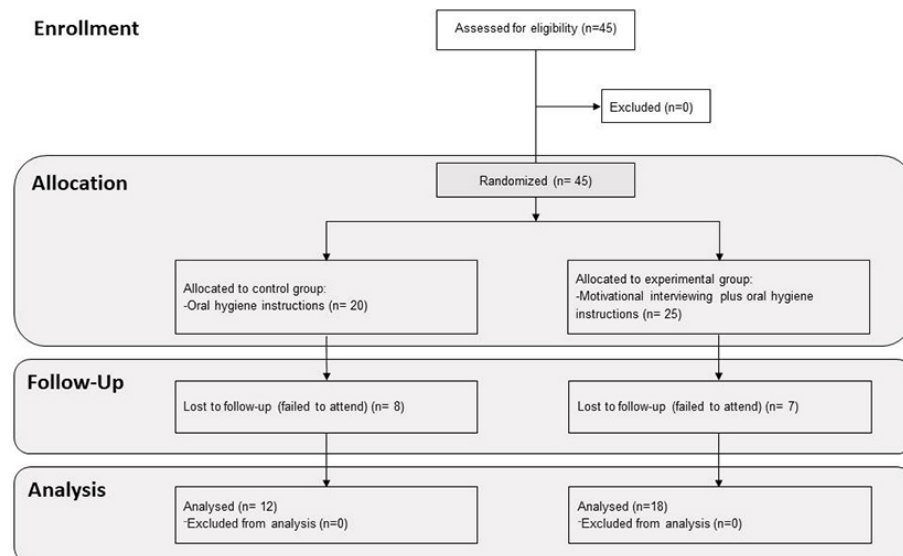 Enrollment
Assessed for eligibility (n=45)
Excluded (n=0)
Allocation
Randomized (n= 45)
Allocated to control group:
-Oral hygiene instructions (n= 20)
Allocated to experimental group:
-Motivational interviewing plus oral hygiene
instructions (n= 25)
Follow-Up
Lost to follow-up (failed to attend) (n= 8)
Lost to follow-up (failed to attend) (n= 7)
Analysis
Analysed (n= 12)
-Excluded from analysis (n=0)
Analysed (n=18)
-Excluded from analysis (n=0)